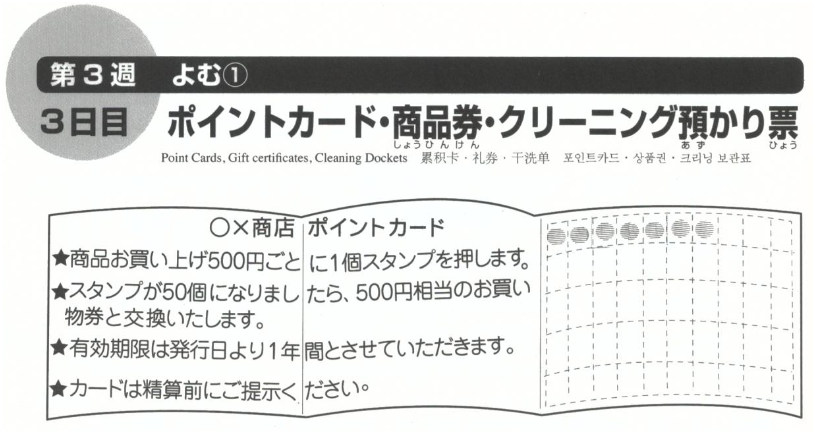 第3週 よむ①
3日目 ポイントカード・商品券・クリーニング預かり票
しょうひんけん あず ひょう
Point Cards, Gift certificates, Cleaning Dockets 累积卡・礼券・干洗单 포인트카드・상품권・크리닝 보관표
○×商店 ポイントカード
★商品お買い上げ500円ごとに1個スタンプを押します。
★スタンプが50個になりましたら、500円相当のお買い
物券と交換いたします。
★有効期限は発行日より1年間とさせていただきます。
★カードは精算前にご提示ください。